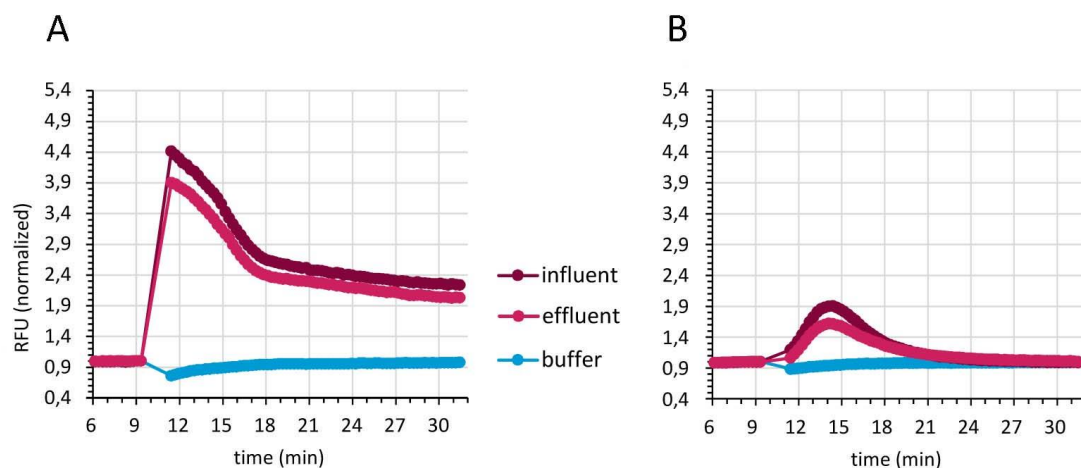 A
5,4
4,9
4,4
3,9
3,4
2,9
2,4
1,9
1,4
0,9
0,4
RFU (normalized)
6 9 12 15 18 21 24 27 30
time (min)
influent
effluent
buffer
B
5,4
4,9
4,4
3,9
3,4
2,9
2,4
1,9
1,4
0,9
0,4
6 9 12 15 18 21 24 27 30
time (min)